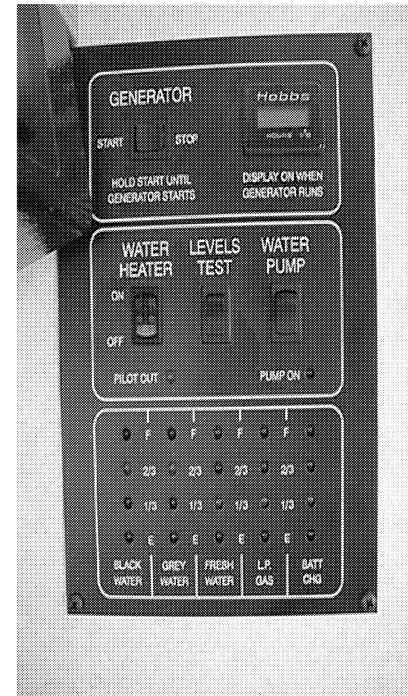 GENERATOR
Hobbs
START STOP
HOURS
HOLD START UNTIL
GENERATOR STARTS
DISPLAY ON WHEN
GENERATOR RUNS
WATER
HEATER
LEVELS
TEST
WATER
PUMP
ON
OFF
PILOT OUT
PUMP ON
F F F F
2/3 2/3 2/3 2/3
1/3 1/3 1/3 1/3
E E E E
BLACK
WATER
GREY
WATER
FRESH
WATER
L.P.
GAS
BATT
CHG